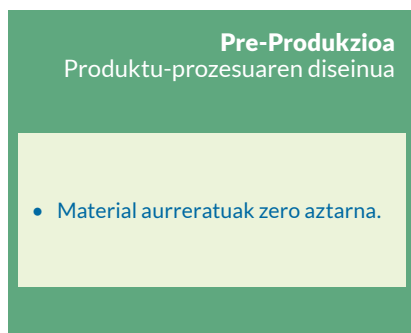 Pre-Produkzioa
Produktu-prozesuaren diseinua
• Material aurreratuak zero aztarna.